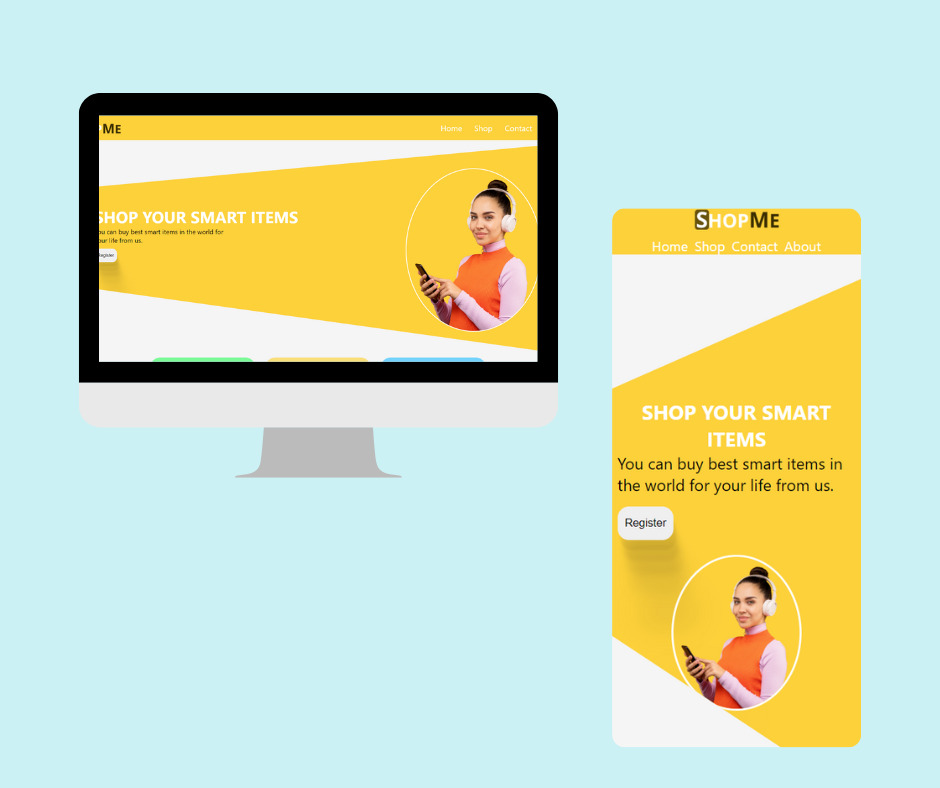 ME
Home Shop Contact
SHOP YOUR SMART ITEMS
ou can buy best smart items in the world for
our life from us.
Register
SHOPME
Home Shop Contact About
SHOP YOUR SMART
ITEMS
You can buy best smart items in
the world for your life from us.
Register